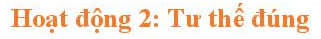 Hoạt động 2: Tư thế đúng